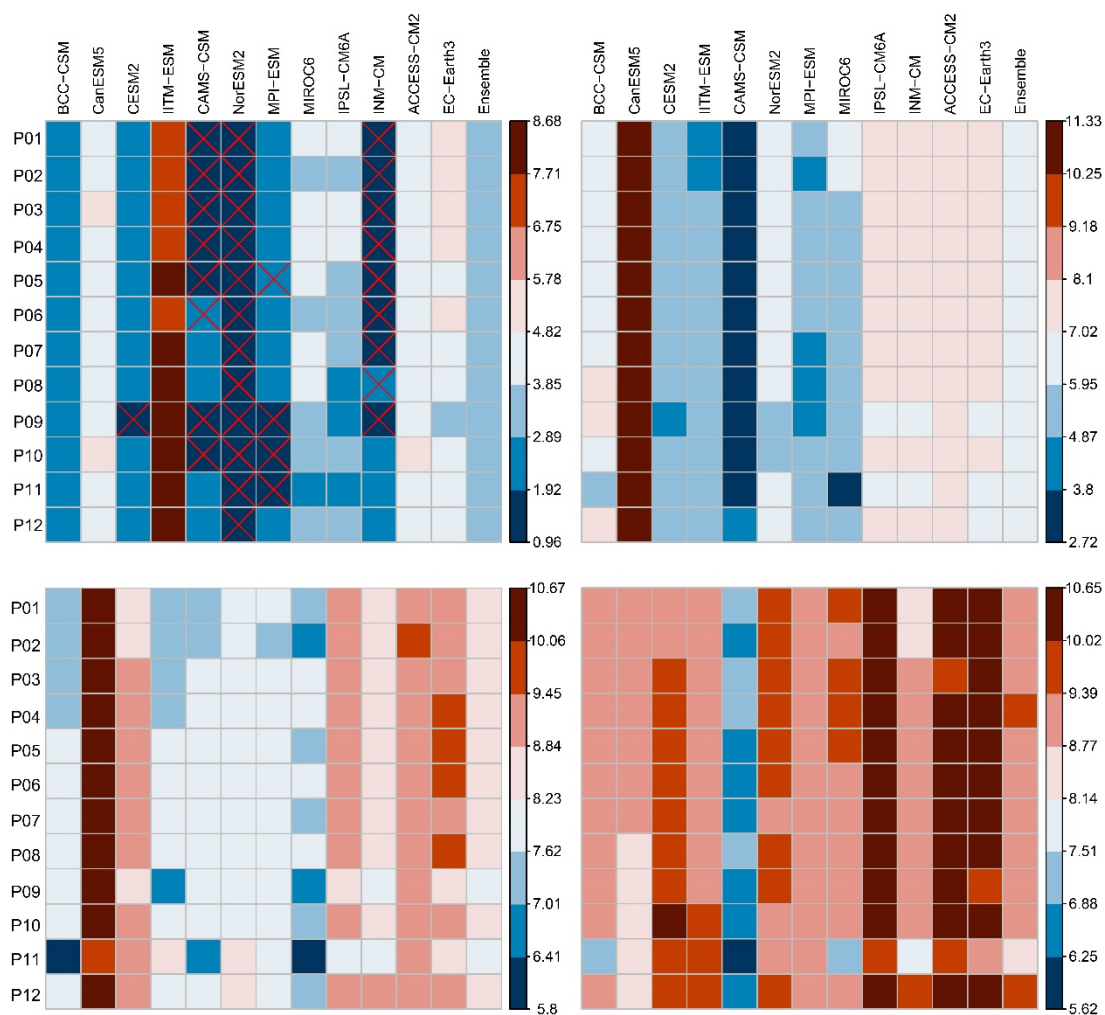 BCC-CSM CanESM5 CESM2 IITM-ESM CAMS-CSM NorESM2 MPI-ESM MIROC6 IPSL-CM6A INM-CM ACCESS-CM2 EC-Earth3 Ensemble
BCC-CSM CanESM5 CESM2 IITM-ESM CAMS-CSM NorESM2 MPI-ESM MIROC6 IPSL-CM6A INM-CM ACCESS-CM2 EC-Earth3 Ensemble
P01
P02
P03
P04
P05
P06
P07
P08
P09
P10
P11
P12
8.68
7.71
6.75
5.78
4.82
3.85
2.89
1.92
0.96
11.33
10.25
9.18
8.1
7.02
5.95
4.87
3.8
2.72
P01
P02
P03
P04
P05
P06
P07
P08
P09
P10
P11
P12
10.67
10.06
9.45
8.84
8.23
7.62
7.01
6.41
5.8
10.65
10.02
9.39
8.77
8.14
7.51
6.88
6.25
5.62